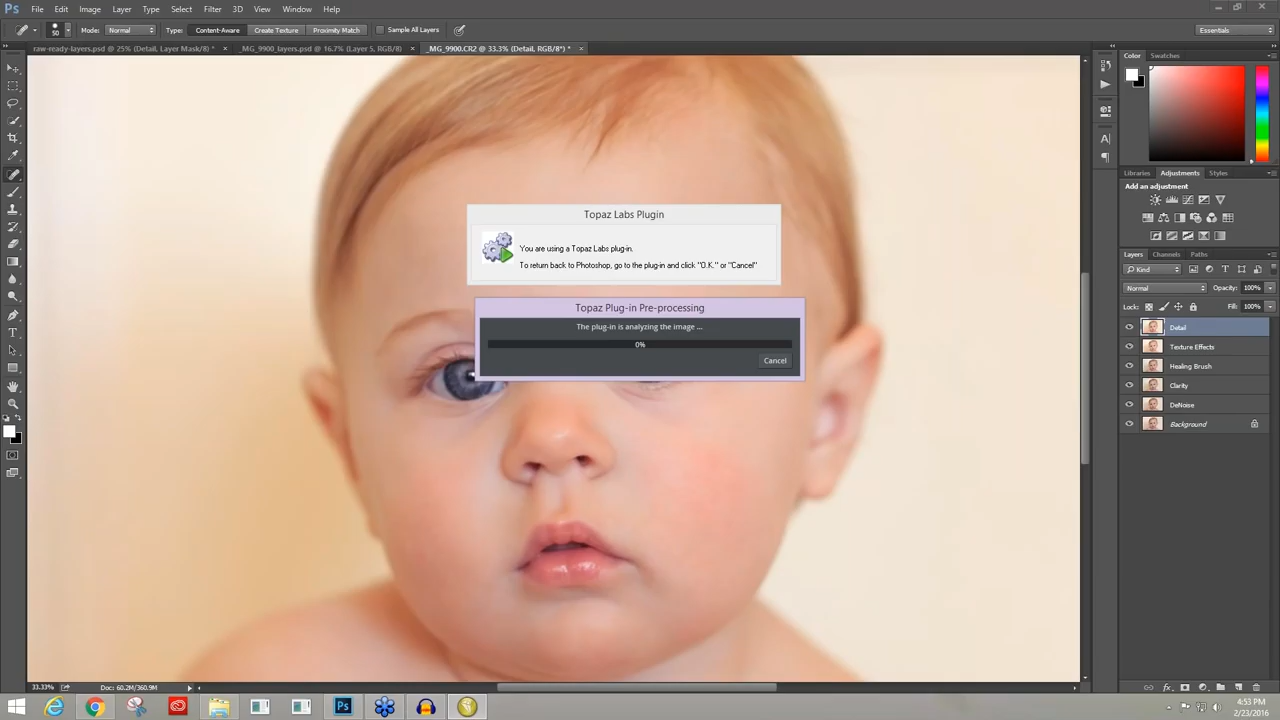 Ps File Edit Image Layer Type Select Filter 3D View Window Help
50 Mode: Normal Type: Content-Aware Create Texture Proximity Match Sample All Layers Essentials
raw-ready-layers.psd @ 25% (Detail, Layer Mask/8) * × _MG_9900_layers.psd @ 16.7% (Layer 5, RGB/8) × _MG_9900.CR2 @ 33.3% (Detail, RGB/8*) * ×
Color Swatches
Libraries Adjustments Styles
Add an adjustment
Layers Channels Paths
Kind
Normal Opacity: 100%
Lock: Fill: 100%
Detail
Texture Effects
Healing Brush
Clarity
DeNoise
Background
Topaz Labs Plugin
You are using a Topaz Labs plug-in.
To return back to Photoshop, go to the plug-in and click "O.K." or "Cancel"
Topaz Plug-in Pre-processing
The plug-in is analyzing the image ...
0%
Cancel
33.33% Doc: 60.2M/360.9M
Ps
4:53 PM
2/23/2016